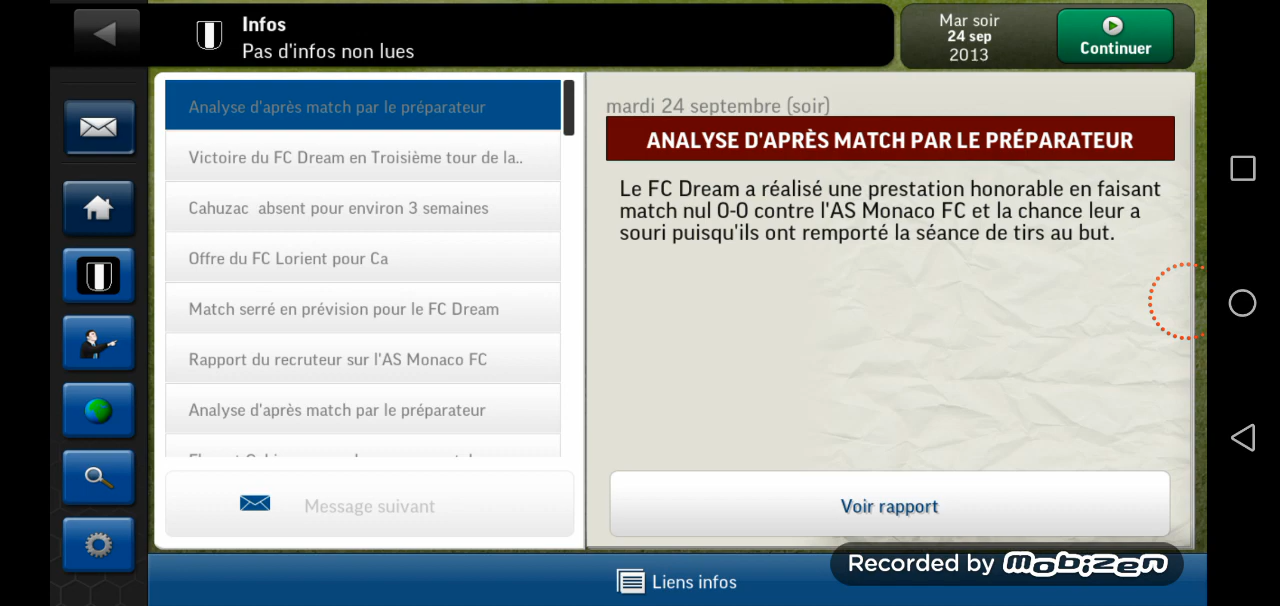 Infos
Pas d'infos non lues
Mar soir
24 sep
2013
Continuer
Analyse d'après match par le préparateur
Victoire du FC Dream en Troisième tour de la..
Cahuzac absent pour environ 3 semaines
Offre du FC Lorient pour Ca
Match serré en prévision pour le FC Dream
Rapport du recruteur sur l'AS Monaco FC
Analyse d'après match par le préparateur
Message suivant
mardi 24 septembre (soir)
ANALYSE D'APRÈS MATCH PAR LE PRÉPARATEUR
Le FC Dream a réalisé une prestation honorable en faisant
match nul 0-0 contre l'AS Monaco FC et la chance leur a
souri puisqu'ils ont remporté la séance de tirs au but.
Voir rapport
Liens infos
Recorded by mobizen